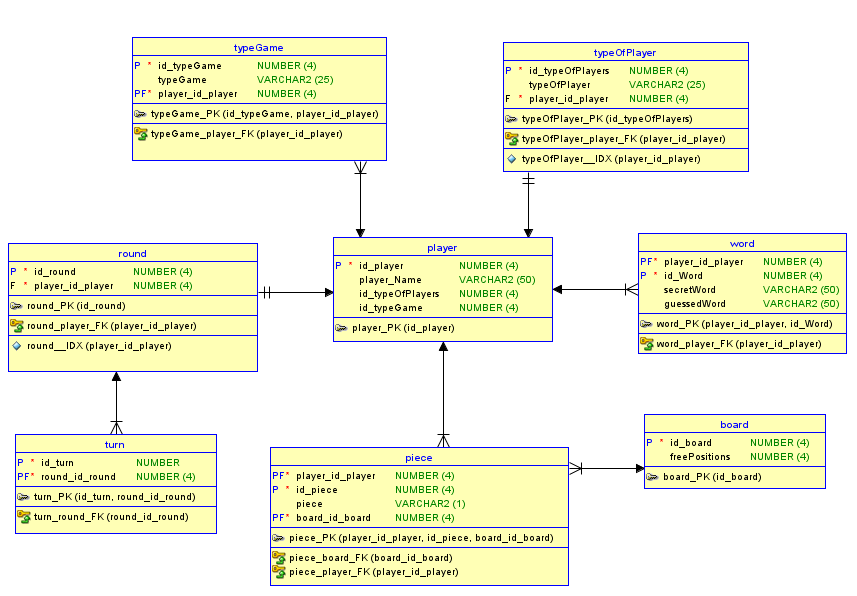 typeGame
P * id_typeGame NUMBER (4)
typeGame VARCHAR2 (25)
PF* player_id_player NUMBER (4)
typeGame_PK (id_typeGame, player_id_player)
typeGame_player_FK (player_id_player)
typeOfPlayer
P * id_typeOfPlayers NUMBER (4)
typeOfPlayer VARCHAR2 (25)
F * player_id_player NUMBER (4)
typeOfPlayer_PK (id_typeOfPlayers)
typeOfPlayer_player_FK (player_id_player)
typeOfPlayer__IDX (player_id_player)
round
P * id_round NUMBER (4)
F * player_id_player NUMBER (4)
round_PK (id_round)
round_player_FK (player_id_player)
round__IDX (player_id_player)
player
P * id_player NUMBER (4)
player_Name VARCHAR2 (50)
id_typeOfPlayers NUMBER (4)
id_typeGame NUMBER (4)
player_PK (id_player)
word
PF* player_id_player NUMBER (4)
P * id_Word NUMBER (4)
secretWord VARCHAR2 (50)
guessedWord VARCHAR2 (50)
word_PK (player_id_player, id_Word)
word_player_FK (player_id_player)
turn
P * id_turn NUMBER
PF* round_id_round NUMBER (4)
turn_PK (id_turn, round_id_round)
turn_round_FK (round_id_round)
piece
PF* player_id_player NUMBER (4)
P * id_piece NUMBER (4)
piece VARCHAR2 (1)
PF* board_id_board NUMBER (4)
piece_PK (player_id_player, id_piece, board_id_board)
piece_board_FK (board_id_board)
piece_player_FK (player_id_player)
board
P * id_board NUMBER (4)
freePositions NUMBER (4)
board_PK (id_board)